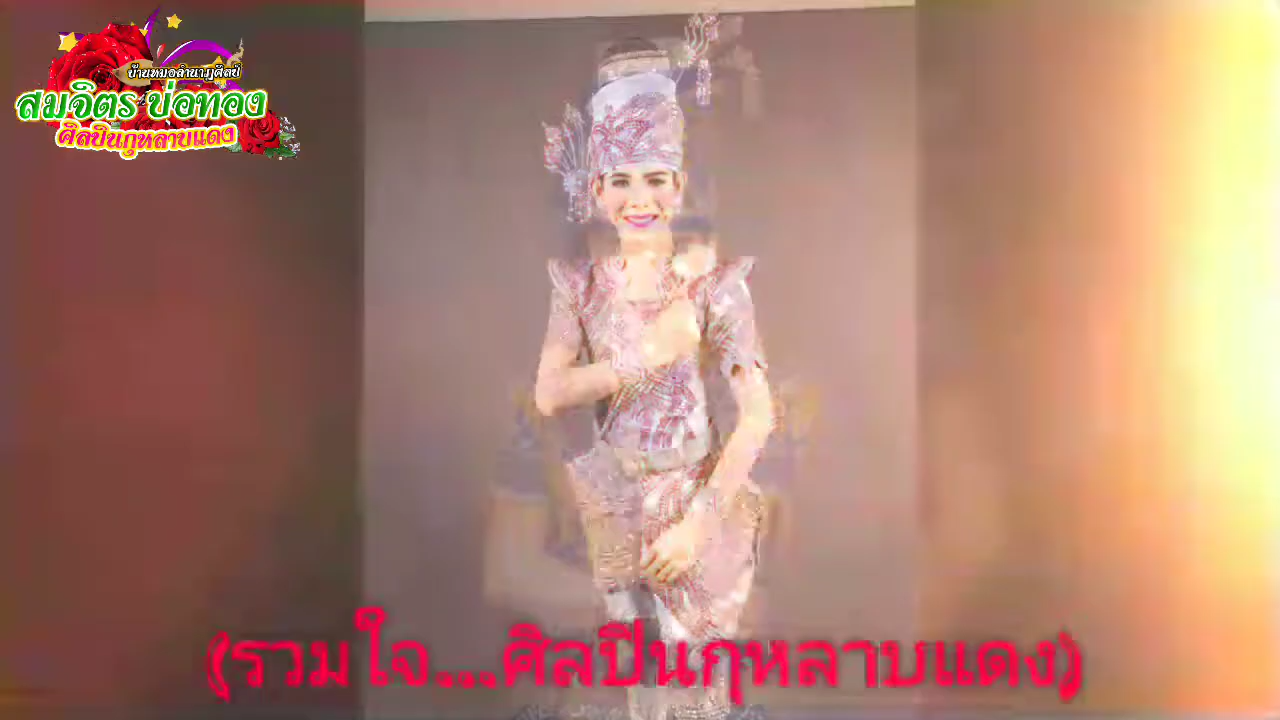 บ้านหมอลำนาฏศิลป์
สมจิตร บ่อทอง
ศิลปินกุหลาบแดง
(รวมใจ...ศิลปินกุหลาบแดง)